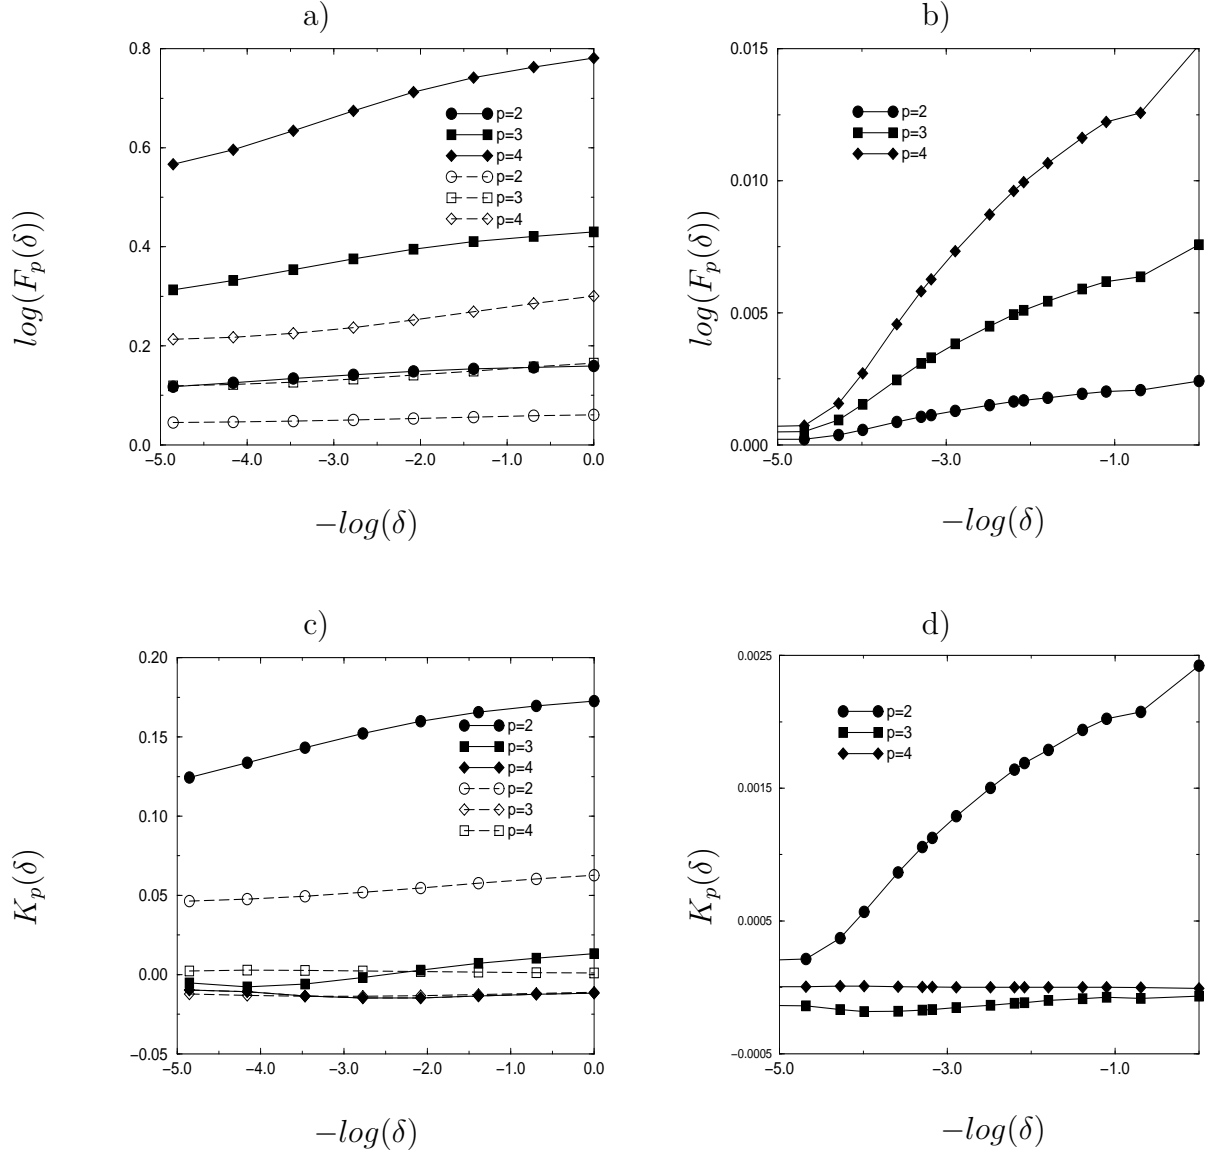 a)
0.8
0.6
0.4
0.2
0.0
log(F_p(δ))
p=2
p=3
p=4
p=2
p=3
p=4
−5.0 −4.0 −3.0 −2.0 −1.0 0.0
−log(δ)
b)
0.015
0.010
0.005
0.000
log(F_p(δ))
p=2
p=3
p=4
−5.0 −3.0 −1.0
−log(δ)
c)
0.20
0.15
0.10
0.05
0.00
−0.05
K_p(δ)
p=2
p=3
p=4
p=2
p=3
p=4
−5.0 −4.0 −3.0 −2.0 −1.0 0.0
−log(δ)
d)
0.0025
0.0015
0.0005
−0.0005
K_p(δ)
p=2
p=3
p=4
−5.0 −3.0 −1.0
−log(δ)